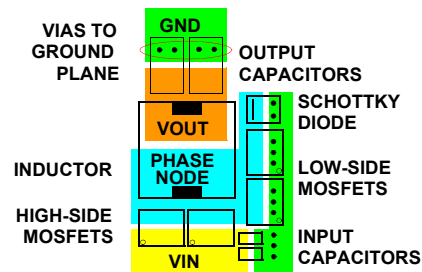 GND
VIAS TO
GROUND
PLANE
OUTPUT
CAPACITORS
SCHOTTKY
DIODE
VOUT
INDUCTOR
PHASE
NODE
LOW-SIDE
MOSFETS
HIGH-SIDE
MOSFETS
INPUT
CAPACITORS
VIN